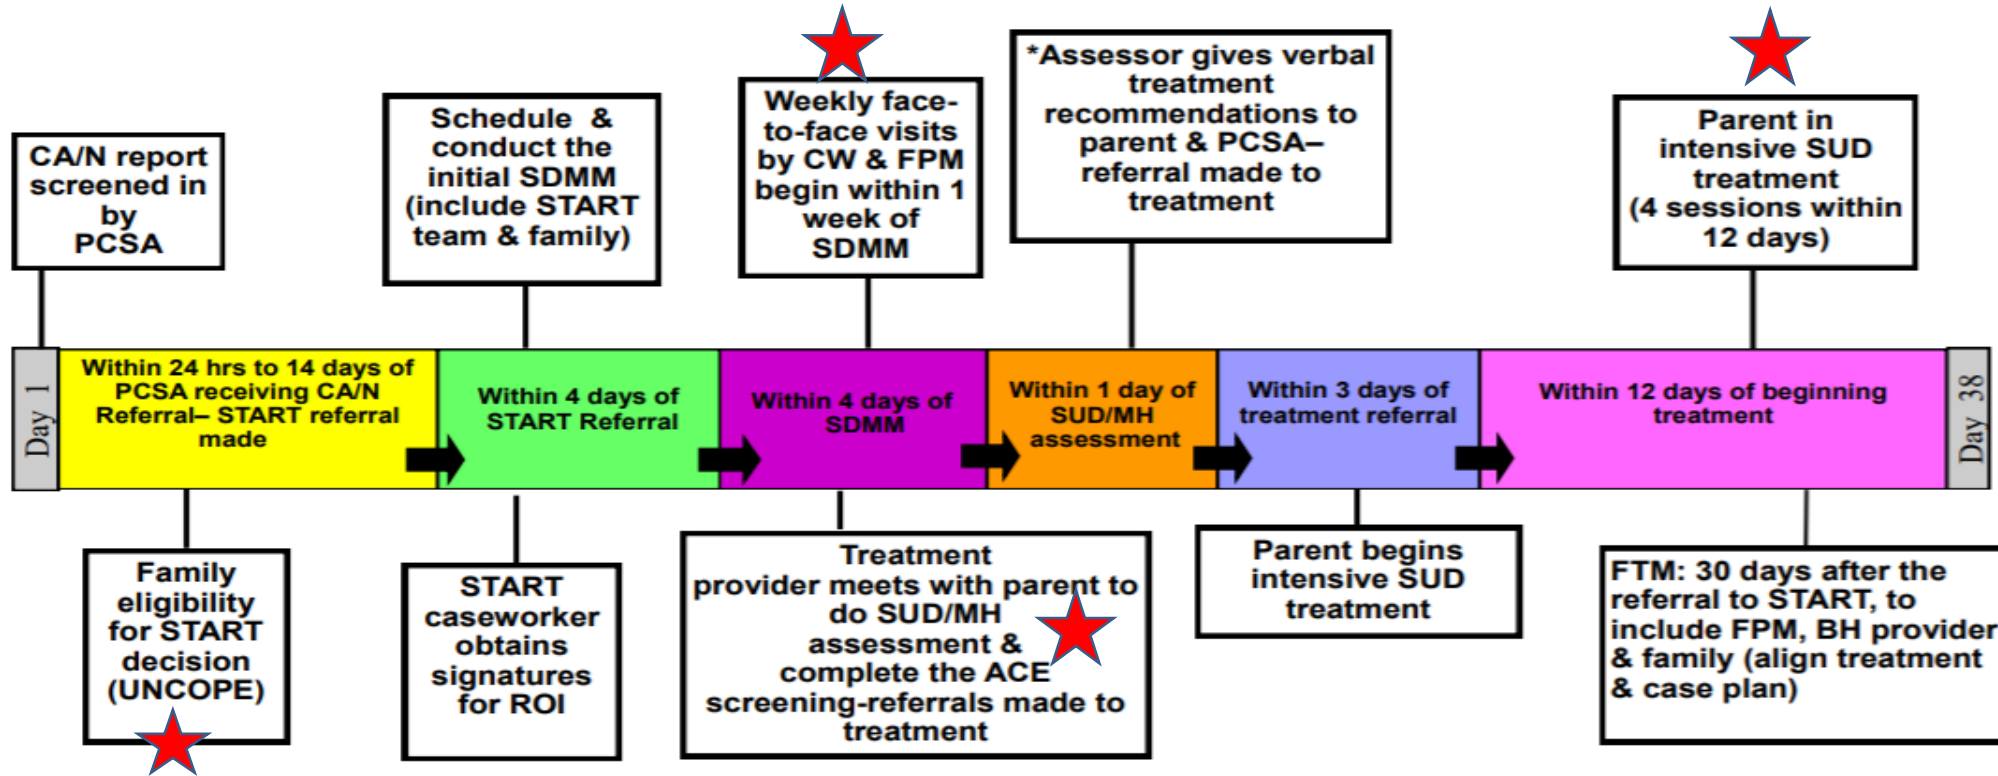 CA/N report
screened in
by
PCSA
Schedule &
conduct the
initial SDMM
(include START
team & family)
Weekly face-
to-face visits
by CW & FPM
begin within 1
week of
SDMM
*Assessor gives verbal
treatment
recommendations to
parent & PCSA–
referral made to
treatment
Parent in
intensive SUD
treatment
(4 sessions within
12 days)
Day 1
Within 24 hrs to 14 days of
PCSA receiving CA/N
Referral– START referral
made
Within 4 days of
START Referral
Within 4 days of
SDMM
Within 1 day of
SUD/MH
assessment
Within 3 days of
treatment referral
Within 12 days of beginning
treatment
Day 38
Family
eligibility
for START
decision
(UNCOPE)
START
caseworker
obtains
signatures
for ROI
Treatment
provider meets with parent to
do SUD/MH
assessment &
complete the ACE
screening-referrals made to
treatment
Parent begins
intensive SUD
treatment
FTM: 30 days after the
referral to START, to
include FPM, BH provider
& family (align treatment
& case plan)